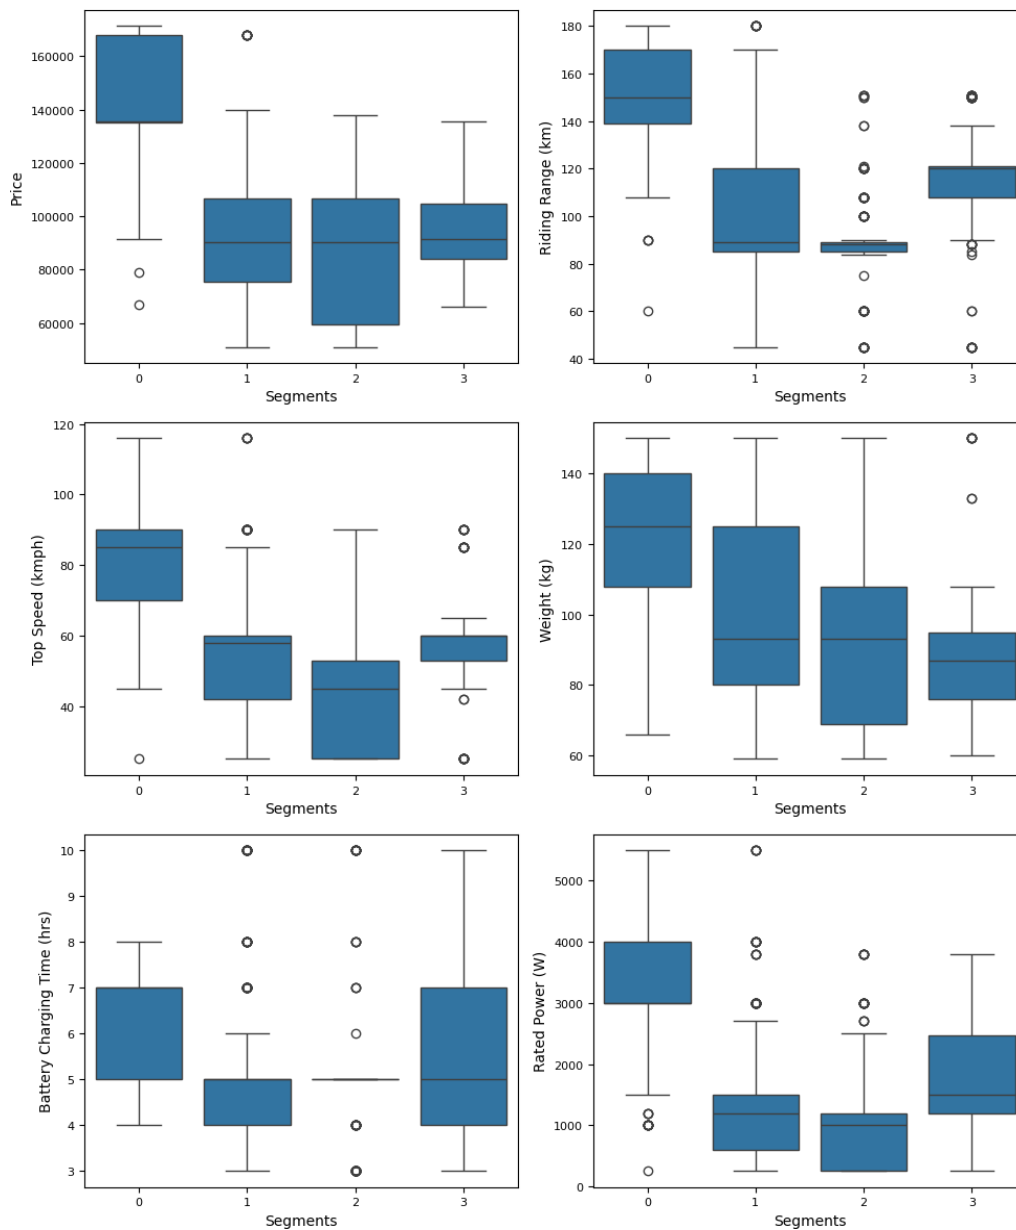 Price
160000
140000
120000
100000
80000
60000
0 1 2 3
Segments
Riding Range (km)
180
160
140
120
100
80
60
40
0 1 2 3
Segments
Top Speed (kmph)
120
100
80
60
40
0 1 2 3
Segments
Weight (kg)
140
120
100
80
60
0 1 2 3
Segments
Battery Charging Time (hrs)
10
9
8
7
6
5
4
3
0 1 2 3
Segments
Rated Power (W)
5000
4000
3000
2000
1000
0
0 1 2 3
Segments